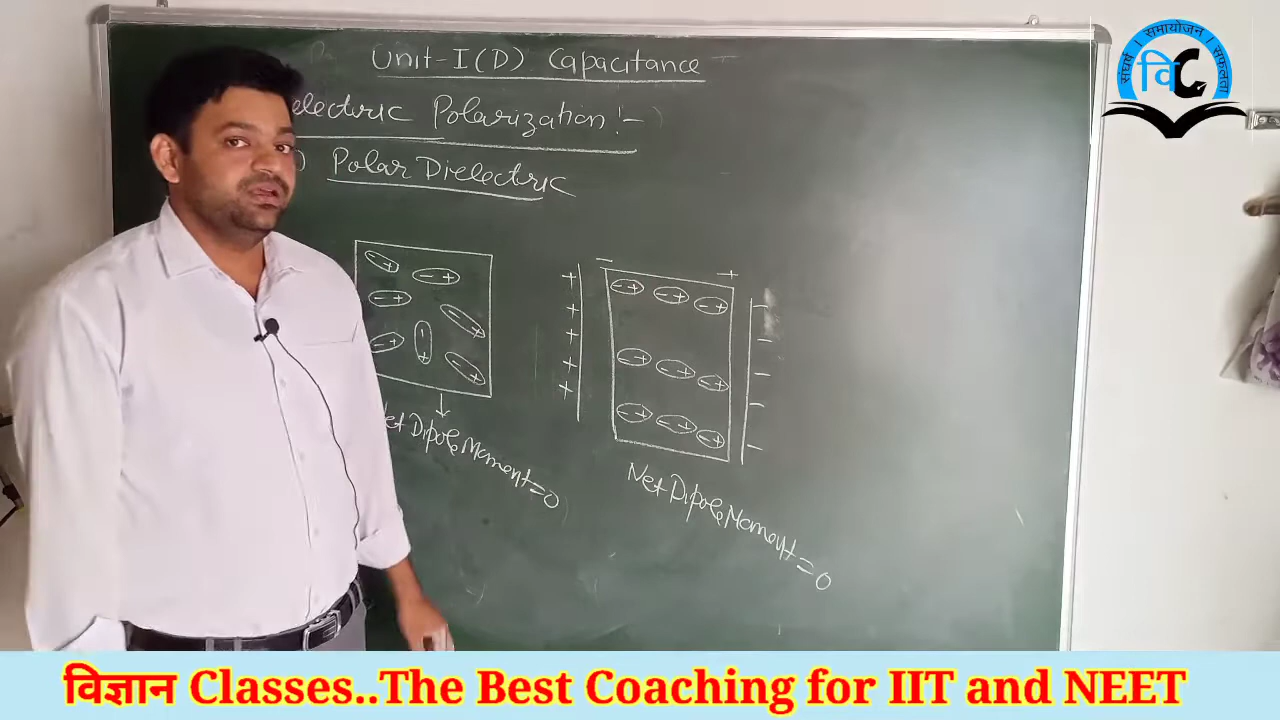 Unit-I(D) Capacitance
electric Polarization :-
) Polar Dielectric
- +
- +
- +
- +
- +
- +
- +
et Dipole Moment = 0
+
+
+
+
+
- +
- + - + - +
- + - + - +
- + - + - +
-
-
-
-
-
Net Dipole Moment = 0
संघर्ष । समायोजन । सफलता
विC
विज्ञान Classes..The Best Coaching for IIT and NEET